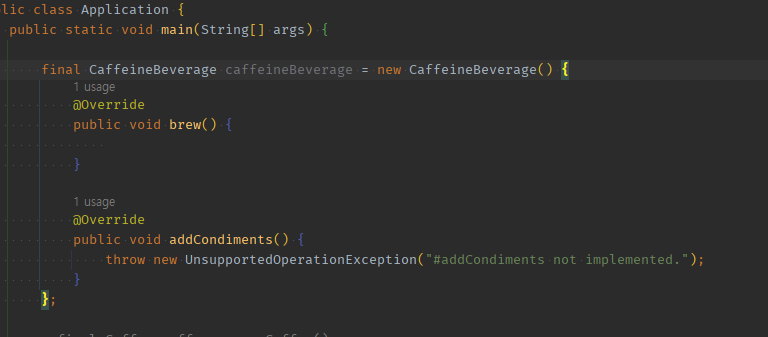 lic class Application {
public static void main(String[] args) {
final CaffeineBeverage caffeineBeverage = new CaffeineBeverage() {
1 usage
@Override
public void brew() {
}
1 usage
@Override
public void addCondiments() {
throw new UnsupportedOperationException("#addCondiments not implemented.");
}
};